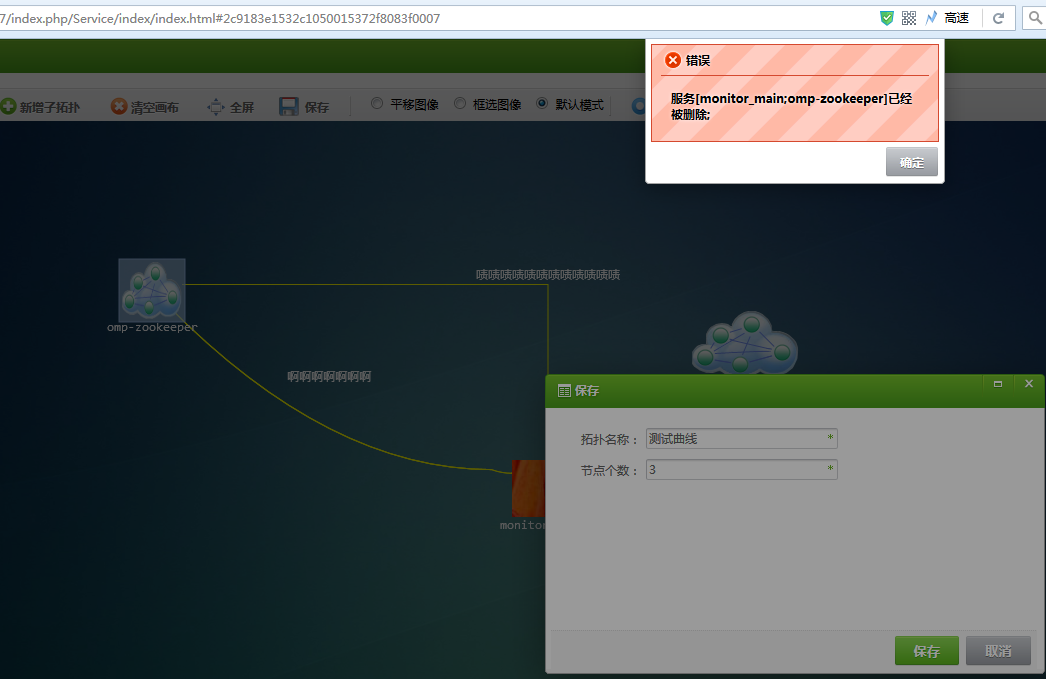 7/index.php/Service/index/index.html#2c9183e1532c1050015372f8083f0007
高速
错误
服务[monitor_main;omp-zookeeper]已经
被删除;
确定
新增子拓扑 清空画布 全屏 保存 平移图像 框选图像 默认模式
啧啧啧啧啧啧啧啧啧啧啧啧
omp-zookeeper
啊啊啊啊啊啊啊
monitor
保存
拓扑名称： 测试曲线 *
节点个数： 3 *
保存 取消